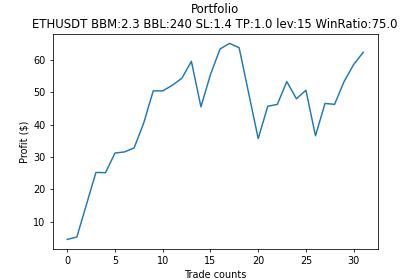 Portfolio
ETHUSDT BBM:2.3 BBL:240 SL:1.4 TP:1.0 lev:15 WinRatio:75.0
Profit ($)
60
50
40
30
20
10
0 5 10 15 20 25 30
Trade counts